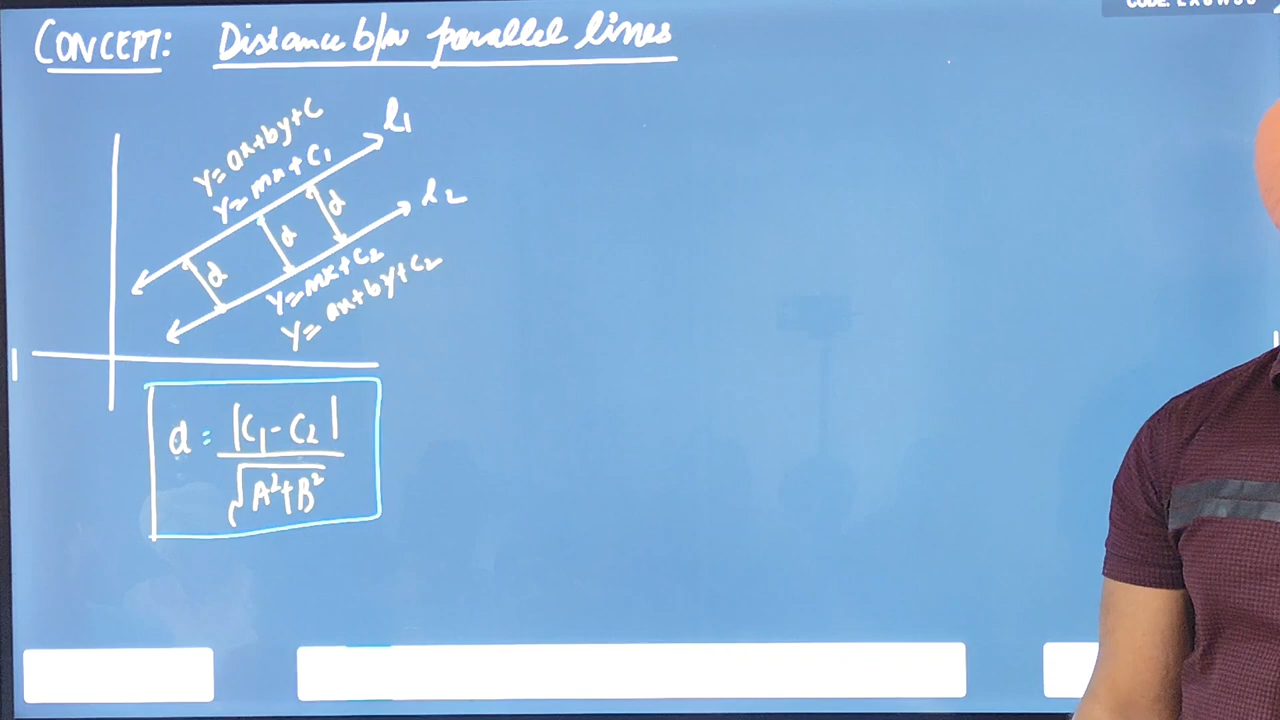 CONCEPT: Distance b/w parallel lines
Y=ax+by+C
Y=mx+C₁
l₁
d
d
d
l₂
Y=mx+C₂
Y=ax+by+C₂
d = |C₁-C₂|
√A²+B²